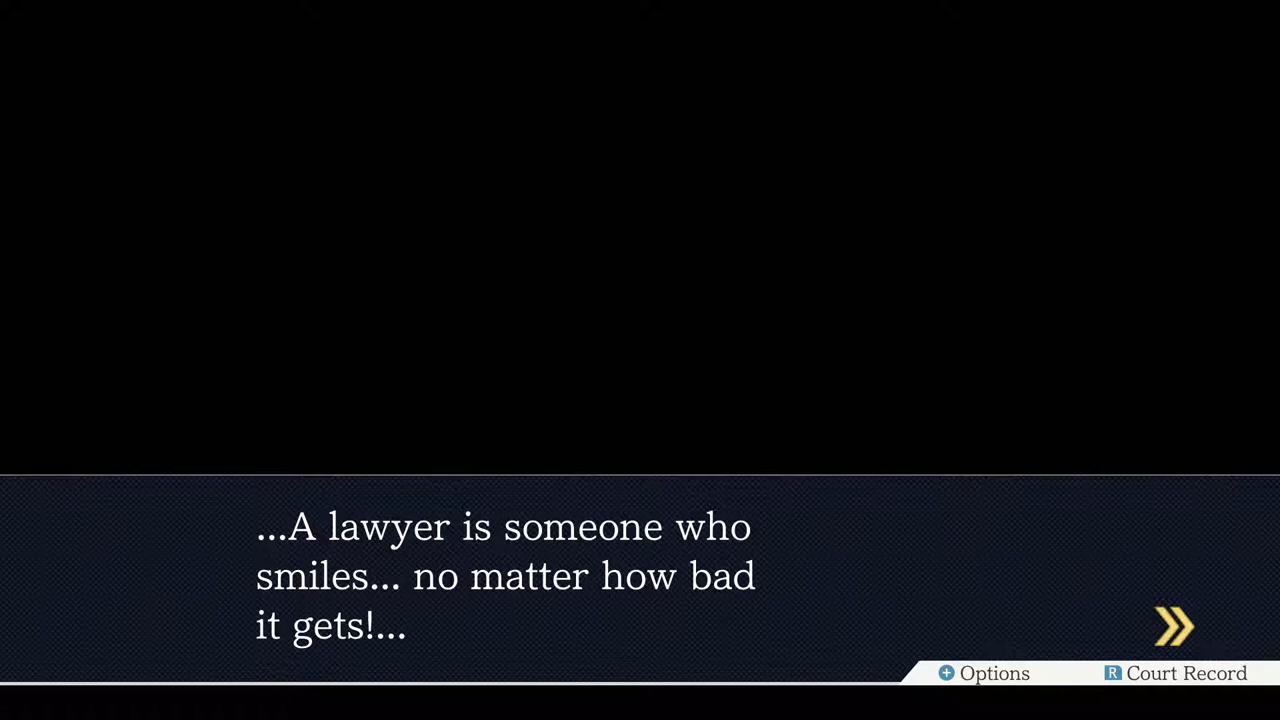 ...A lawyer is someone who
smiles... no matter how bad
it gets!...
+ Options
R Court Record